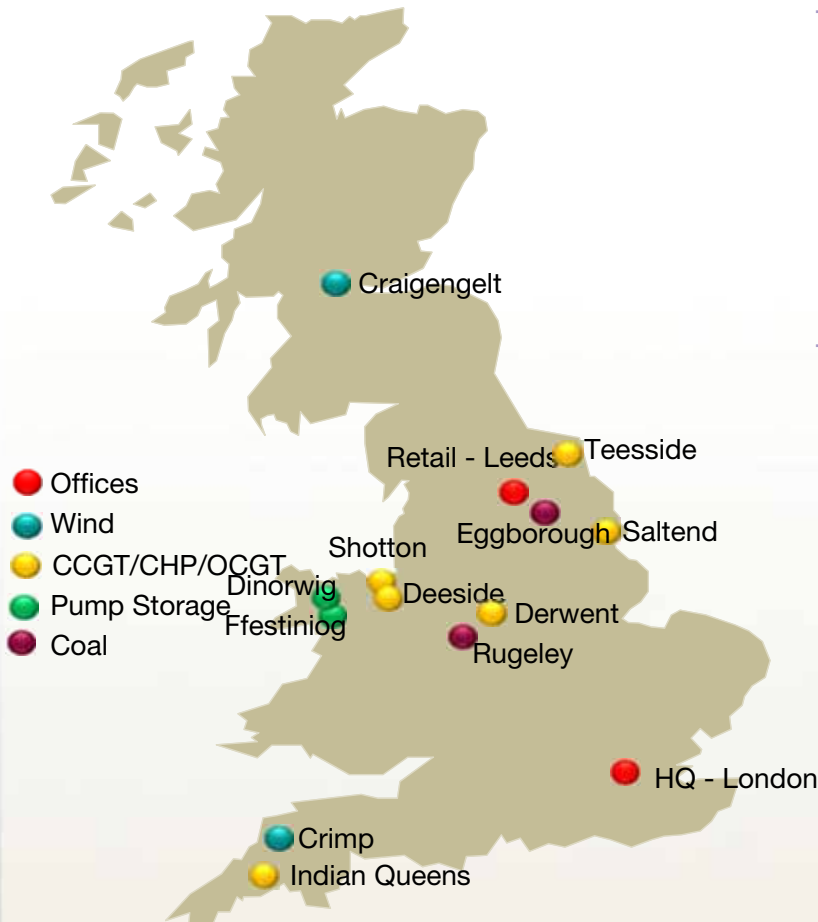 Craigengelt
Teesside
Retail - Leeds
Offices
Wind
Eggborough
Saltend
Shotton
CCGT/CHP/OCGT
Dinorwig
Deeside
Pump Storage
Derwent
Ffestiniog
Coal
Rugeley
HQ - London
Crimp
Indian Queens